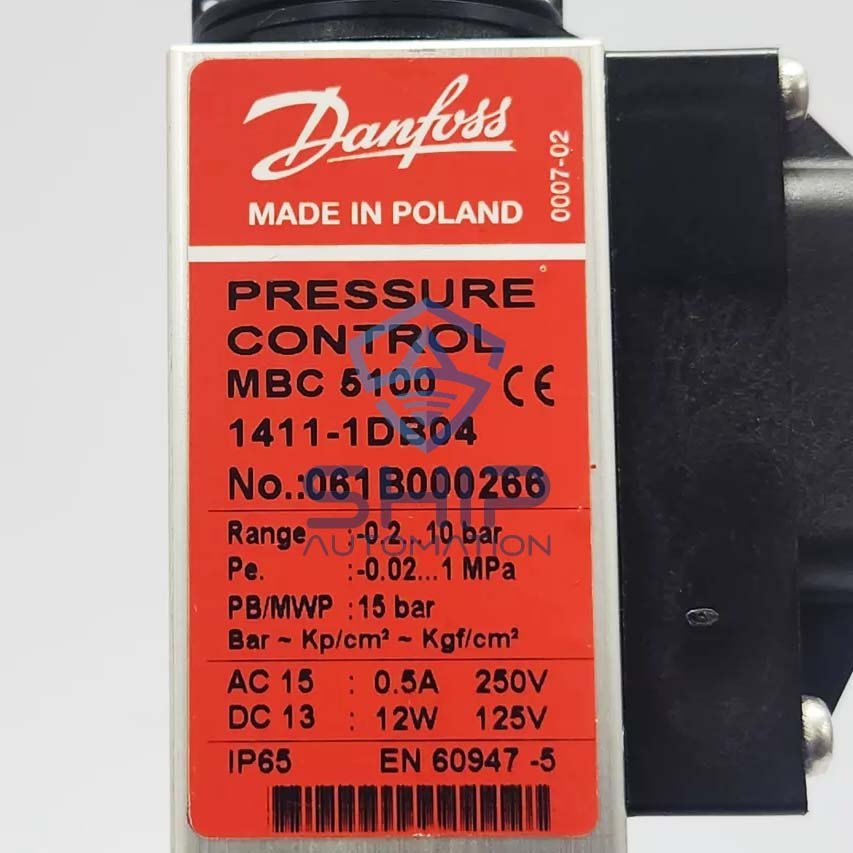 Danfoss
MADE IN POLAND
0007-02
PRESSURE
CONTROL
MBC 5100 CE
1411-1DB04
No.:061B000266
SHIP
AUTOMATION
Range :-0.2...10 bar
Pe. :-0.02...1 MPa
PB/MWP :15 bar
Bar ~ Kp/cm² ~ Kgf/cm²
AC 15 : 0.5A 250V
DC 13 : 12W 125V
IP65 EN 60947 -5